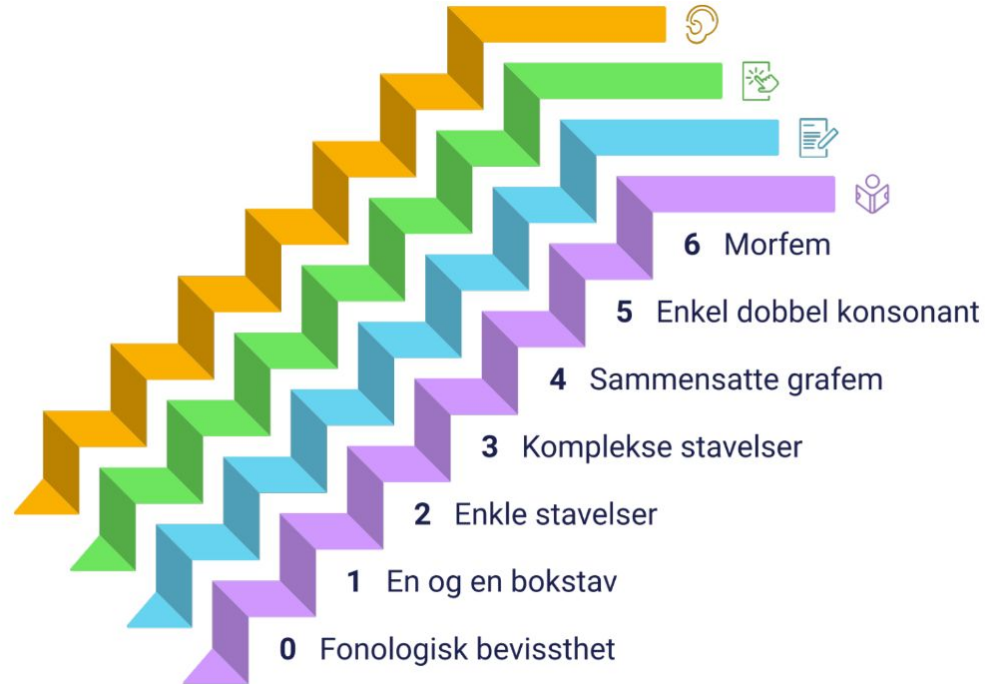 6 Morfem
5 Enkel dobbel konsonant
4 Sammensatte grafem
3 Komplekse stavelser
2 Enkle stavelser
1 En og en bokstav
0 Fonologisk bevissthet